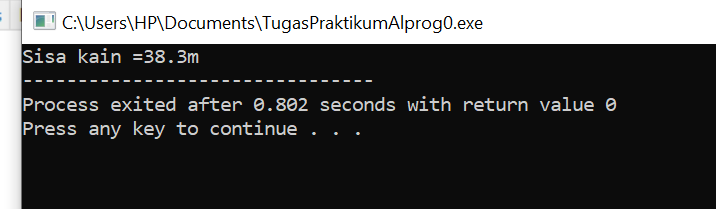 C:\Users\HP\Documents\TugasPraktikumAlprog0.exe
Sisa kain =38.3m
--------------------------------
Process exited after 0.802 seconds with return value 0
Press any key to continue . . .